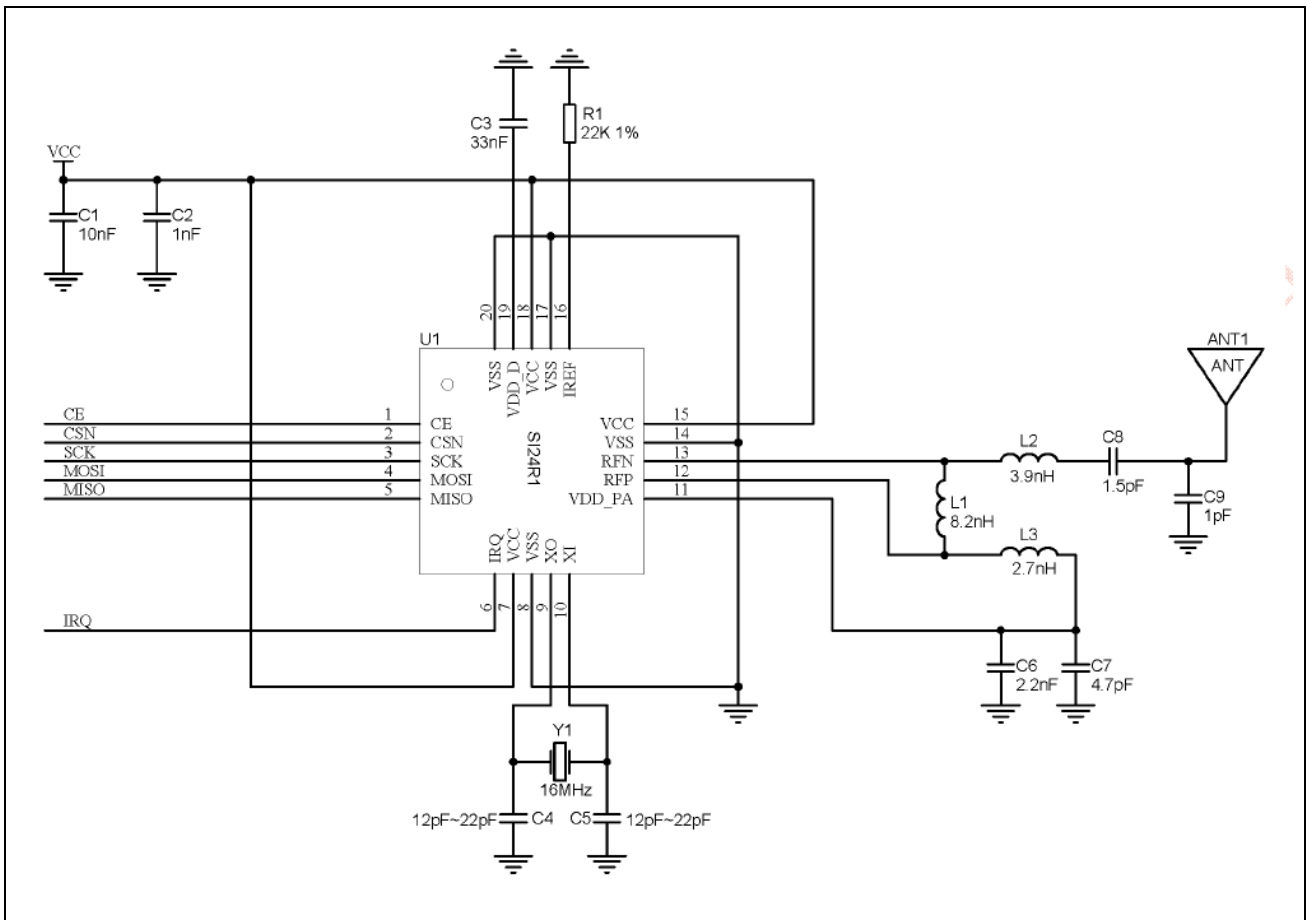 C3
33nF
R1
22K 1%
VCC
C1
10nF
C2
1nF
20
19
18
17
16
U1
VSS
VDD_D
VCC
VSS
IREF
ANT1
ANT
CE
CSN
SCK
MOSI
MISO
1
2
3
4
5
CE
CSN
SCK
MOSI
MISO
SI24R1
VCC
VSS
RFN
RFP
VDD_PA
15
14
13
12
11
L2
3.9nH
C8
1.5pF
C9
1pF
L1
8.2nH
L3
2.7nH
IRQ
VCC
VSS
XO
XI
6
7
8
9
10
IRQ
C6
2.2nF
C7
4.7pF
Y1
16MHz
12pF~22pF
C4
C5
12pF~22pF